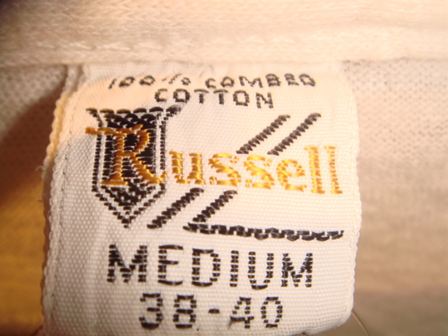 100% COMBED
COTTON
Russell
MEDIUM
38-40